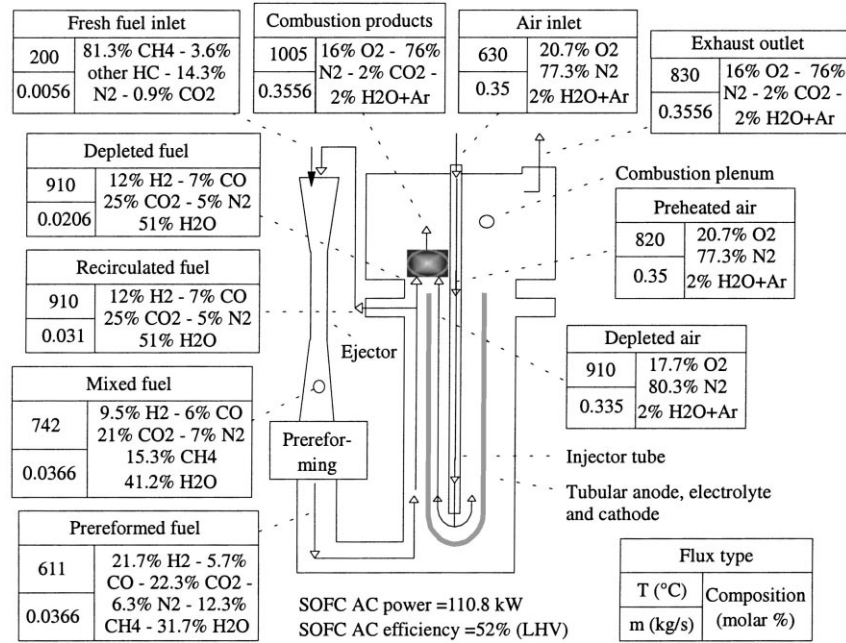 Fresh fuel inlet
200
0.0056
81.3% CH4 - 3.6%
other HC - 14.3%
N2 - 0.9% CO2
Combustion products
1005
0.3556
16% O2 - 76%
N2 - 2% CO2 -
2% H2O+Ar
Air inlet
630
0.35
20.7% O2
77.3% N2
2% H2O+Ar
Exhaust outlet
830
0.3556
16% O2 - 76%
N2 - 2% CO2 -
2% H2O+Ar
Depleted fuel
910
0.0206
12% H2 - 7% CO
25% CO2 - 5% N2
51% H2O
Combustion plenum
Preheated air
820
0.35
20.7% O2
77.3% N2
2% H2O+Ar
Recirculated fuel
910
0.031
12% H2 - 7% CO
25% CO2 - 5% N2
51% H2O
Ejector
Depleted air
910
0.335
17.7% O2
80.3% N2
2% H2O+Ar
Mixed fuel
742
0.0366
9.5% H2 - 6% CO
21% CO2 - 7% N2
15.3% CH4
41.2% H2O
Prerefor-
ming
Injector tube
Tubular anode, electrolyte
and cathode
Prereformed fuel
611
0.0366
21.7% H2 - 5.7%
CO - 22.3% CO2 -
6.3% N2 - 12.3%
CH4 - 31.7% H2O
SOFC AC power =110.8 kW
SOFC AC efficiency =52% (LHV)
Flux type
T (°C)
m (kg/s)
Composition
(molar %)